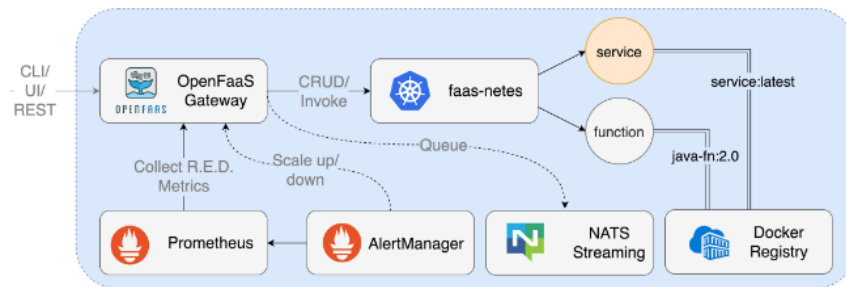 CLI/
UI/
REST
OPENFAAS
OpenFaaS
Gateway
CRUD/
Invoke
faas-netes
service
function
service:latest
java-fn:2.0
Collect R.E.D.
Metrics
Scale up/
down
Queue
Prometheus
AlertManager
NATS
Streaming
Docker
Registry